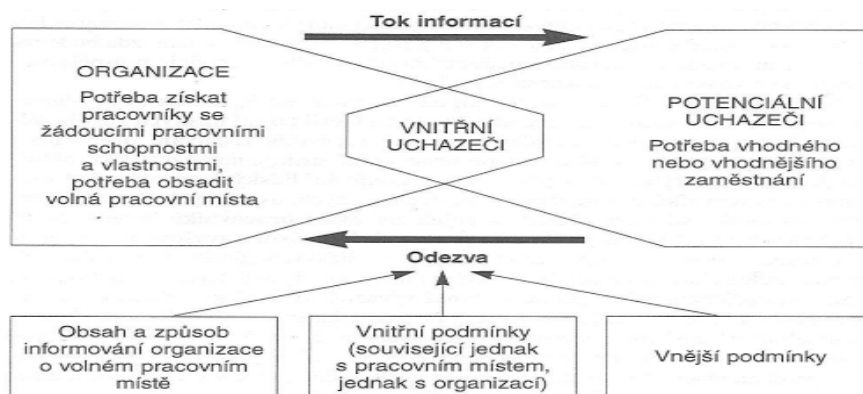 Tok informací
ORGANIZACE
Potřeba získat
pracovníky se
žádoucími pracovními
schopnostmi
a vlastnostmi,
potřeba obsadit
volná pracovní místa
VNITŘNÍ
UCHAZEČI
POTENCIÁLNÍ
UCHAZEČI
Potřeba vhodného
nebo vhodnějšího
zaměstnání
Odezva
Obsah a způsob
informování organizace
o volném pracovním
místě
Vnitřní podmínky
(související jednak
s pracovním místem,
jednak s organizací)
Vnější podmínky